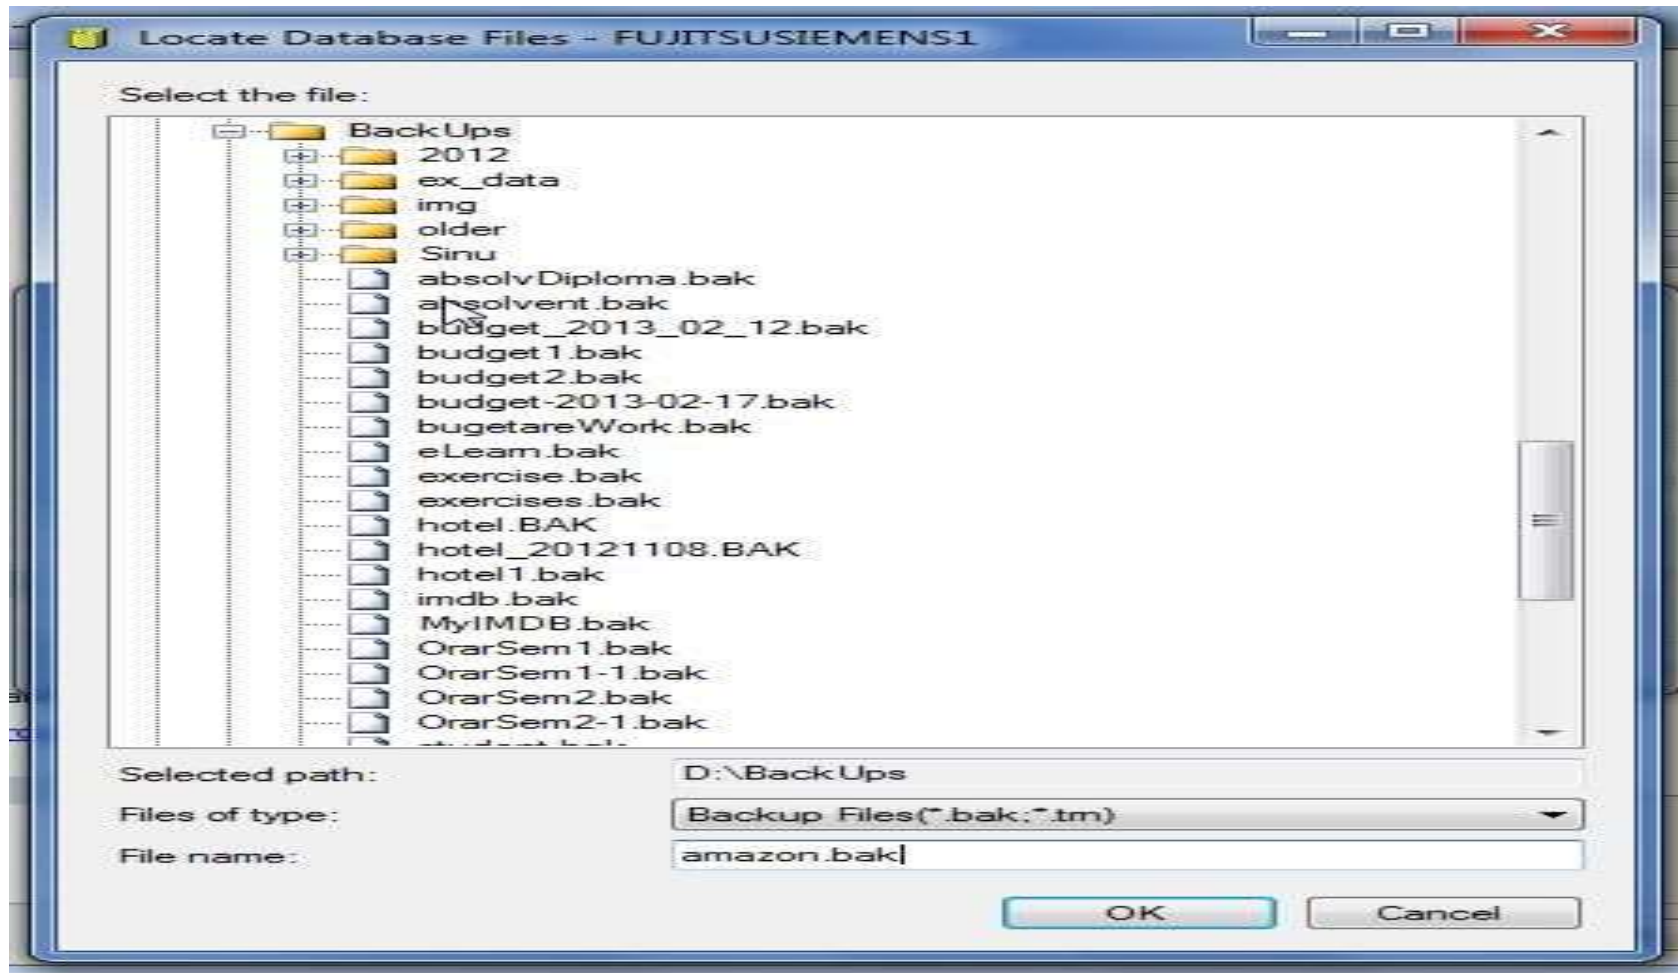 Locate Database Files - FUJITSUSIEMENS1
Select the file:
BackUps
2012
ex_data
img
older
Sinu
absolvDiploma.bak
absolvent.bak
budget_2013_02_12.bak
budget1.bak
budget2.bak
budget-2013-02-17.bak
bugetareWork.bak
eLearn.bak
exercise.bak
exercises.bak
hotel.BAK
hotel_20121108.BAK
hotel1.bak
imdb.bak
MyIMDB.bak
OrarSem1.bak
OrarSem1-1.bak
OrarSem2.bak
OrarSem2-1.bak
Selected path: D:\BackUps
Files of type: Backup Files(*.bak;*.trn)
File name: amazon.bak
OK Cancel